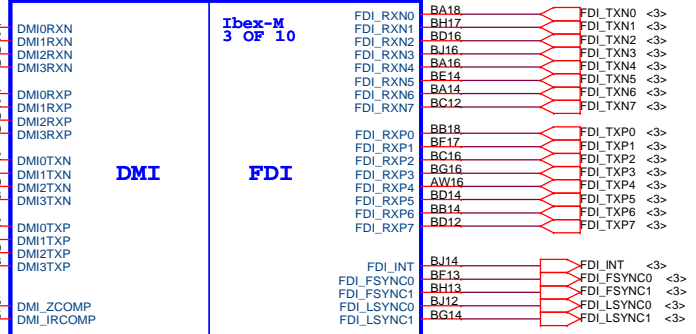 Ibex-M
3 OF 10
DMI
FDI
DMI0RXN
DMI1RXN
DMI2RXN
DMI3RXN
DMI0RXP
DMI1RXP
DMI2RXP
DMI3RXP
DMI0TXN
DMI1TXN
DMI2TXN
DMI3TXN
DMI0TXP
DMI1TXP
DMI2TXP
DMI3TXP
DMI_ZCOMP
DMI_IRCOMP
FDI_RXN0 BA18 FDI_TXN0 <3>
FDI_RXN1 BH17 FDI_TXN1 <3>
FDI_RXN2 BD16 FDI_TXN2 <3>
FDI_RXN3 BJ16 FDI_TXN3 <3>
FDI_RXN4 BA16 FDI_TXN4 <3>
FDI_RXN5 BE14 FDI_TXN5 <3>
FDI_RXN6 BA14 FDI_TXN6 <3>
FDI_RXN7 BC12 FDI_TXN7 <3>
FDI_RXP0 BB18 FDI_TXP0 <3>
FDI_RXP1 BF17 FDI_TXP1 <3>
FDI_RXP2 BC16 FDI_TXP2 <3>
FDI_RXP3 BG16 FDI_TXP3 <3>
FDI_RXP4 AW16 FDI_TXP4 <3>
FDI_RXP5 BD14 FDI_TXP5 <3>
FDI_RXP6 BB14 FDI_TXP6 <3>
FDI_RXP7 BD12 FDI_TXP7 <3>
FDI_INT BJ14 FDI_INT <3>
FDI_FSYNC0 BF13 FDI_FSYNC0 <3>
FDI_FSYNC1 BH13 FDI_FSYNC1 <3>
FDI_LSYNC0 BJ12 FDI_LSYNC0 <3>
FDI_LSYNC1 BG14 FDI_LSYNC1 <3>